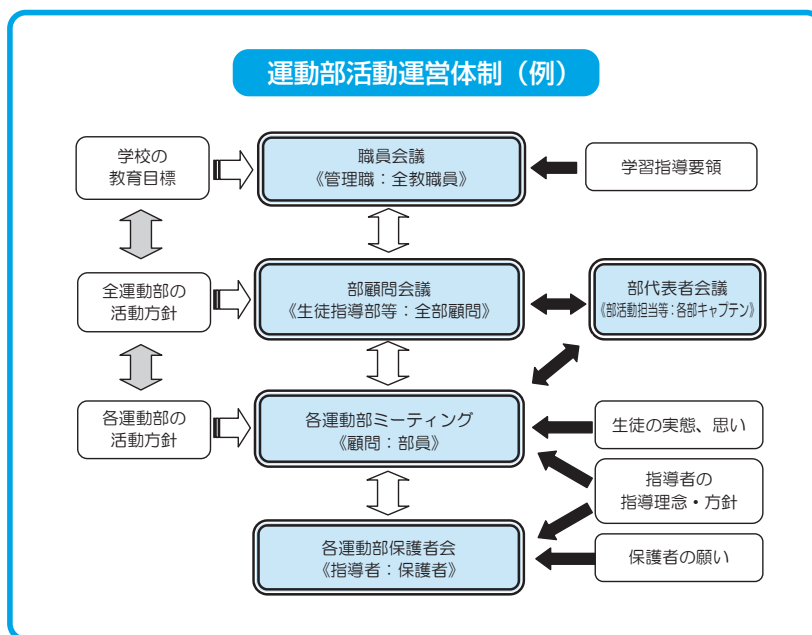 運動部活動運営体制（例）
学校の
教育目標
職員会議
《管理職：全教職員》
学習指導要領
全運動部の
活動方針
部顧問会議
《生徒指導部等：全部顧問》
部代表者会議
《部活動担当等：各部キャプテン》
各運動部の
活動方針
各運動部ミーティング
《顧問：部員》
生徒の実態、思い
指導者の
指導理念・方針
各運動部保護者会
《指導者：保護者》
保護者の願い